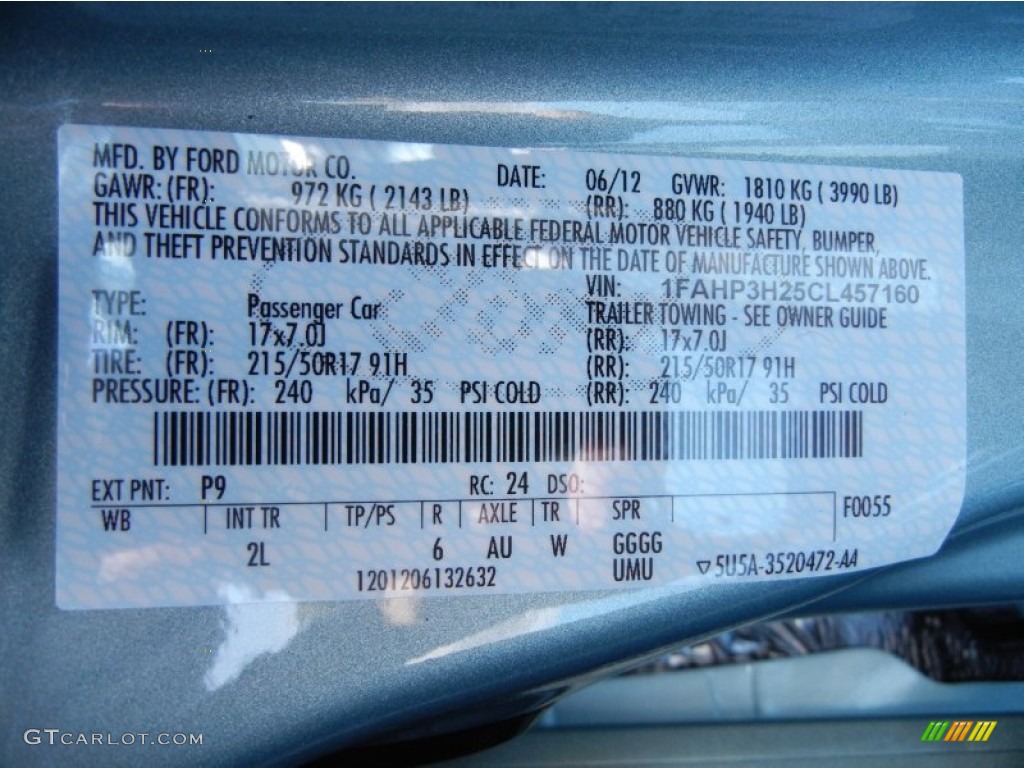 MFD. BY FORD MOTOR CO. DATE: 06/12 GVWR: 1810 KG ( 3990 LB)
GAWR: (FR): 972 KG ( 2143 LB) (RR): 880 KG ( 1940 LB)
THIS VEHICLE CONFORMS TO ALL APPLICABLE FEDERAL MOTOR VEHICLE SAFETY, BUMPER,
AND THEFT PREVENTION STANDARDS IN EFFECT ON THE DATE OF MANUFACTURE SHOWN ABOVE.
VIN: 1FAHP3H25CL457160
TYPE: Passenger Car TRAILER TOWING - SEE OWNER GUIDE
RIM: (FR): 17x7.0J (RR): 17x7.0J
TIRE: (FR): 215/50R17 91H (RR): 215/50R17 91H
PRESSURE: (FR): 240 kPa/ 35 PSI COLD (RR): 240 kPa/ 35 PSI COLD
EXT PNT: P9 RC: 24 DSO:
WB INT TR TP/PS R AXLE TR SPR F0055
2L 6 AU W GGGG
1201206132632 UMU ▽5U5A-3520472-AA
GTCARLOT.COM